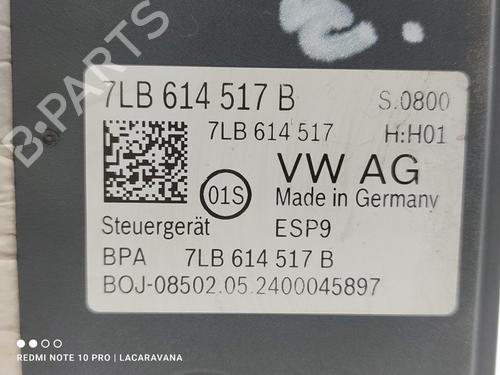 B-PARTS
7LB 614 517 B S.0800
7LB 614 517 H:H01
01S VW AG
Made in Germany
Steuergerät ESP9
BPA 7LB 614 517 B
BOJ-08502.05.2400045897
REDMI NOTE 10 PRO | LACARAVANA